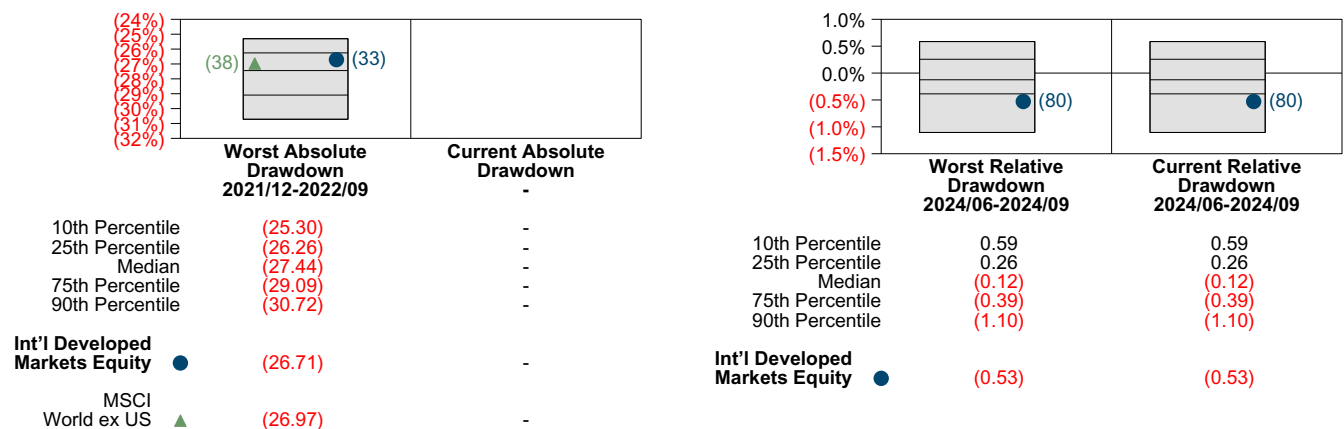 (24%)
(25%)
(26%)
(27%)
(28%)
(29%)
(30%)
(31%)
(32%)
(38)
(33)
Worst Absolute
Drawdown
2021/12-2022/09
Current Absolute
Drawdown
-
10th Percentile (25.30) -
25th Percentile (26.26) -
Median (27.44) -
75th Percentile (29.09) -
90th Percentile (30.72) -
Int'l Developed
Markets Equity (26.71) -
MSCI
World ex US (26.97) -
1.0%
0.5%
0.0%
(0.5%)
(1.0%)
(1.5%)
(80)
(80)
Worst Relative
Drawdown
2024/06-2024/09
Current Relative
Drawdown
2024/06-2024/09
10th Percentile 0.59 0.59
25th Percentile 0.26 0.26
Median (0.12) (0.12)
75th Percentile (0.39) (0.39)
90th Percentile (1.10) (1.10)
Int'l Developed
Markets Equity (0.53) (0.53)